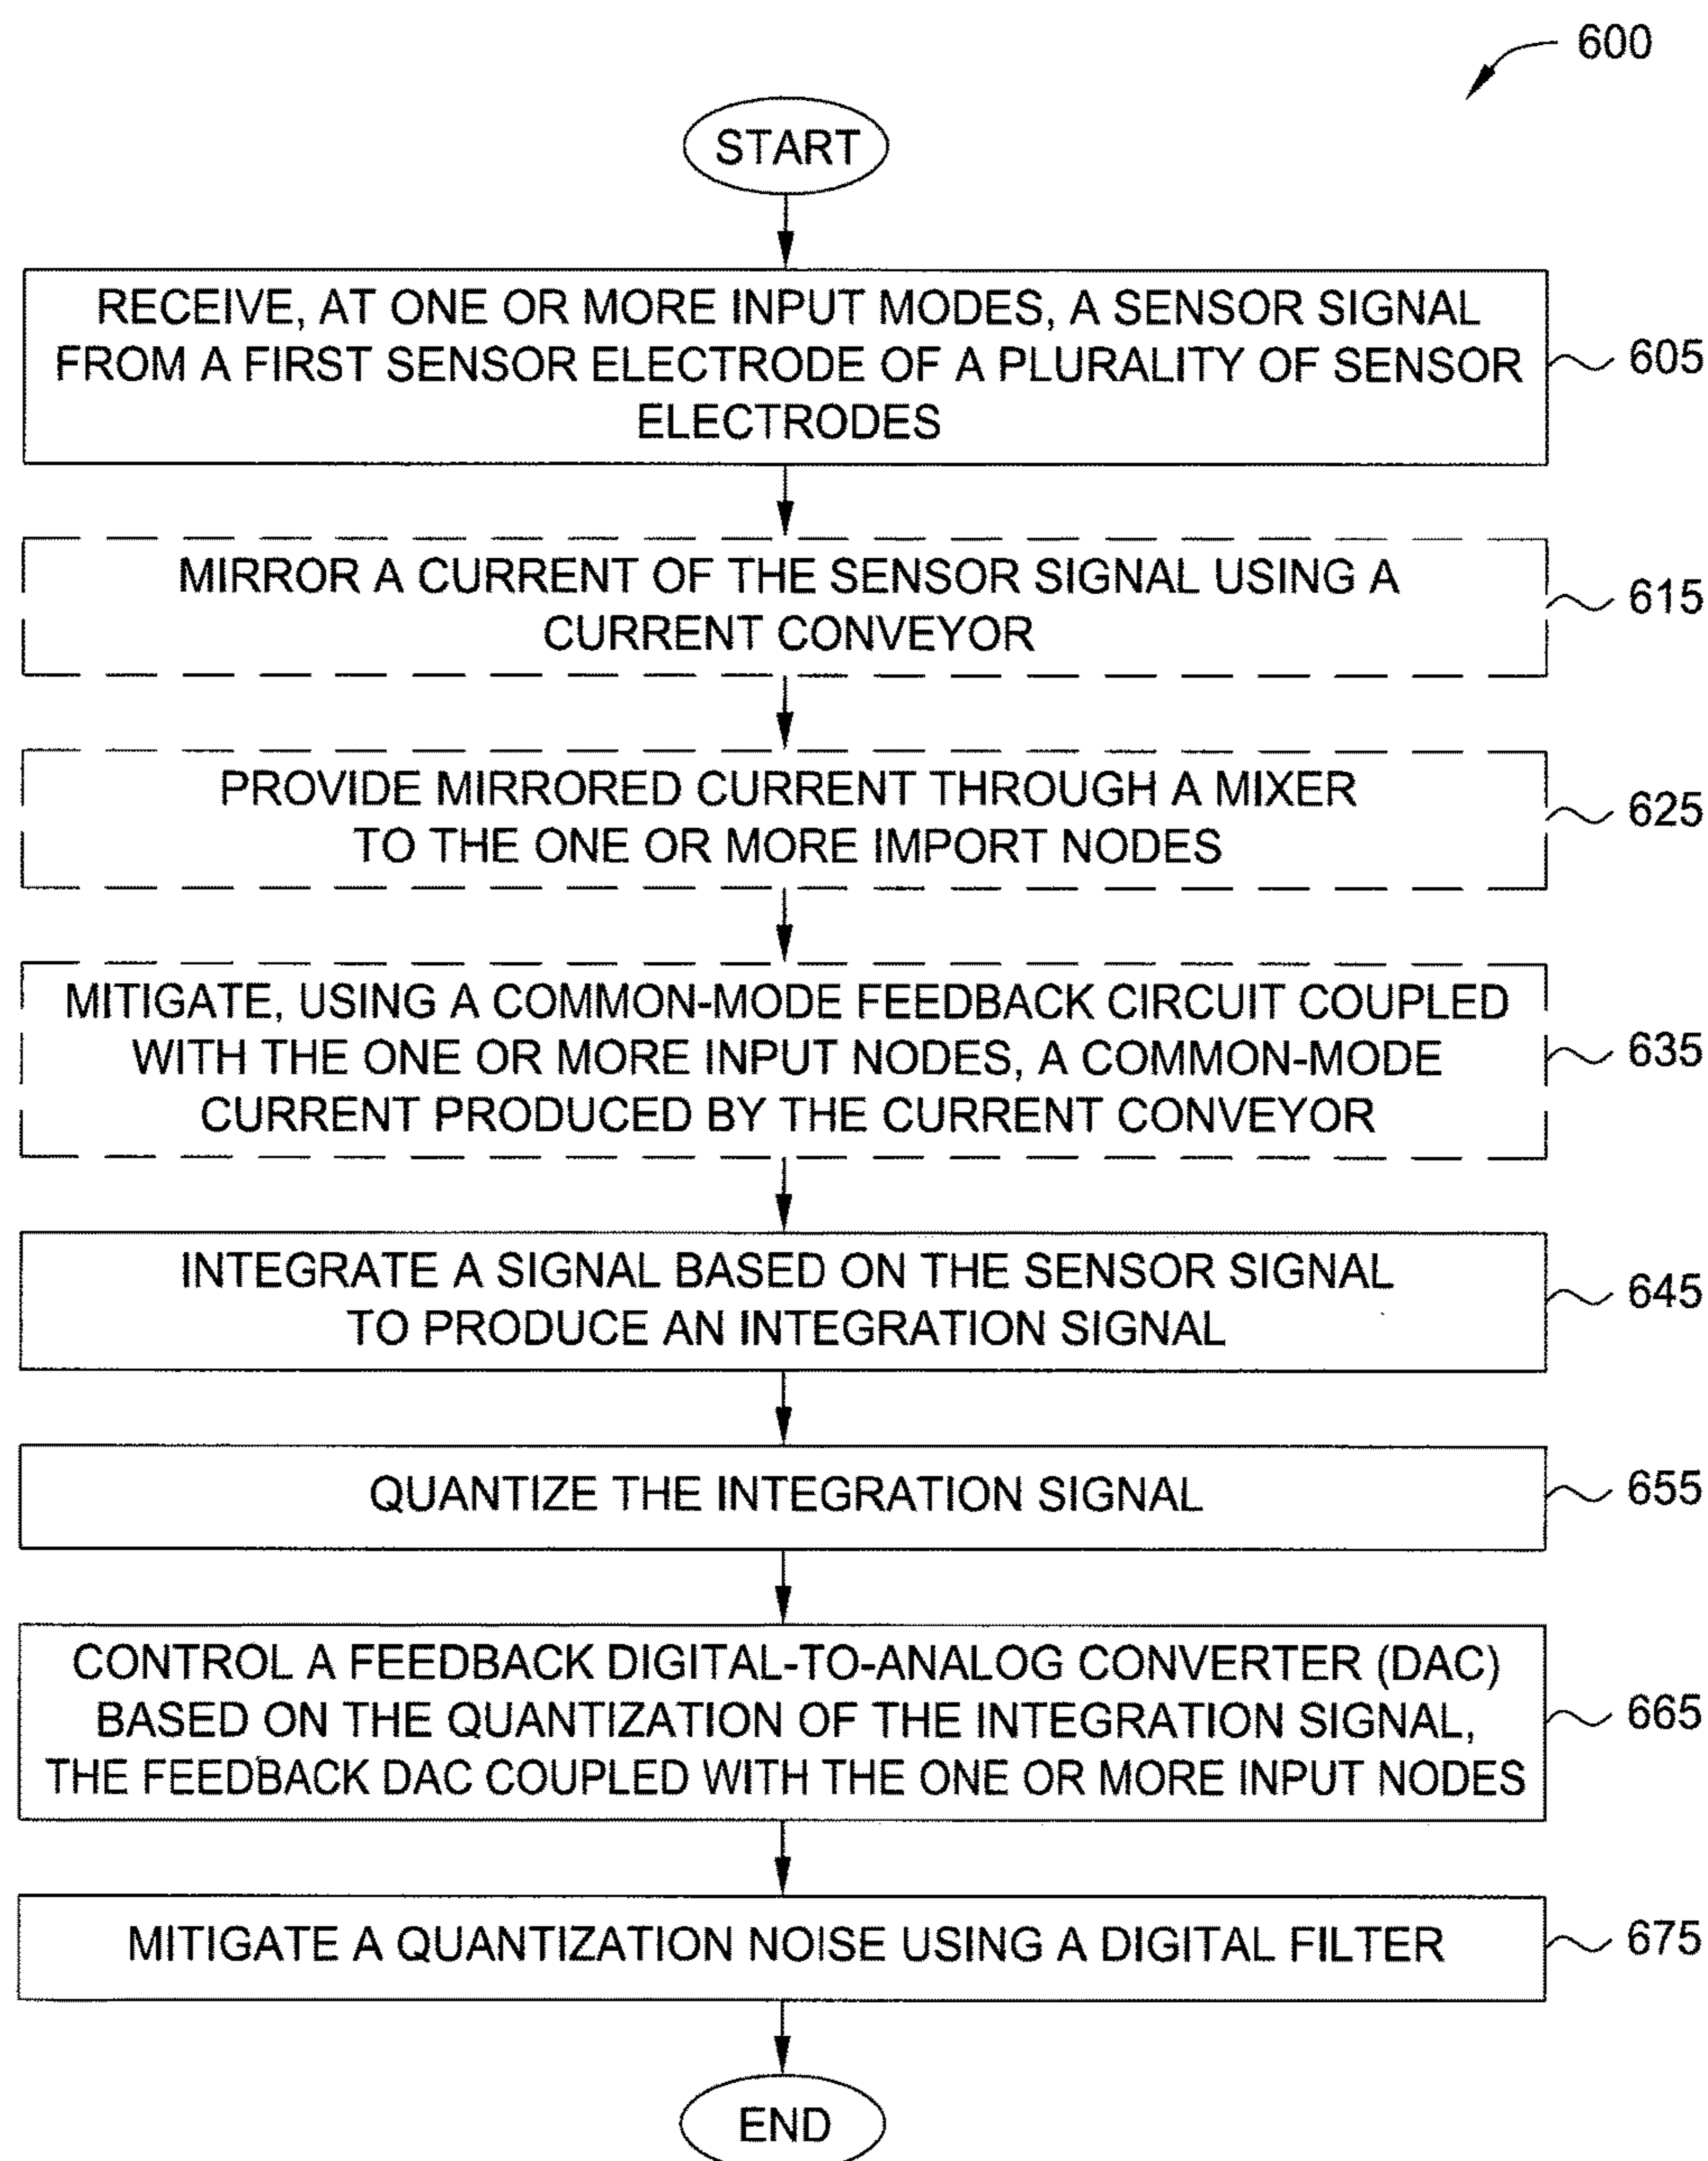 600
START
RECEIVE, AT ONE OR MORE INPUT MODES, A SENSOR SIGNAL
FROM A FIRST SENSOR ELECTRODE OF A PLURALITY OF SENSOR
ELECTRODES
605
MIRROR A CURRENT OF THE SENSOR SIGNAL USING A
CURRENT CONVEYOR
615
PROVIDE MIRRORED CURRENT THROUGH A MIXER
TO THE ONE OR MORE IMPORT NODES
625
MITIGATE, USING A COMMON-MODE FEEDBACK CIRCUIT COUPLED
WITH THE ONE OR MORE INPUT NODES, A COMMON-MODE
CURRENT PRODUCED BY THE CURRENT CONVEYOR
635
INTEGRATE A SIGNAL BASED ON THE SENSOR SIGNAL
TO PRODUCE AN INTEGRATION SIGNAL
645
QUANTIZE THE INTEGRATION SIGNAL
655
CONTROL A FEEDBACK DIGITAL-TO-ANALOG CONVERTER (DAC)
BASED ON THE QUANTIZATION OF THE INTEGRATION SIGNAL,
THE FEEDBACK DAC COUPLED WITH THE ONE OR MORE INPUT NODES
665
MITIGATE A QUANTIZATION NOISE USING A DIGITAL FILTER
675
END